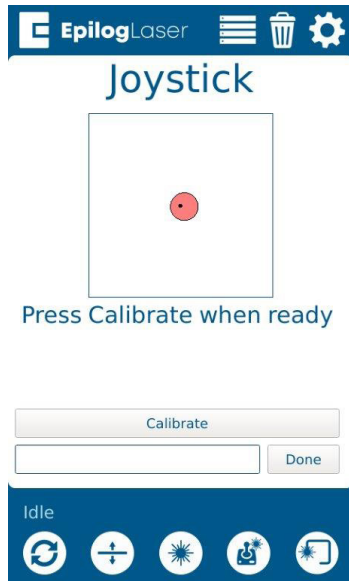 EpilogLaser
Joystick
Press Calibrate when ready
Calibrate
Done
Idle